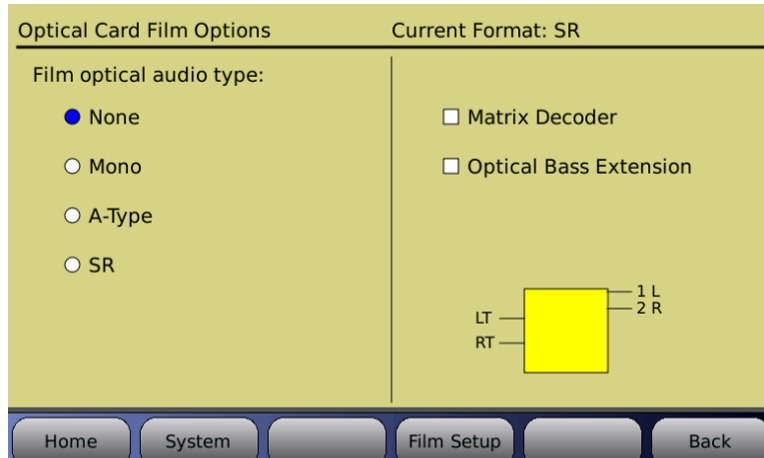 Optical Card Film Options
Current Format: SR
Film optical audio type:
None
Mono
A-Type
SR
Matrix Decoder
Optical Bass Extension
LT
RT
1 L
2 R
Home
System
Film Setup
Back